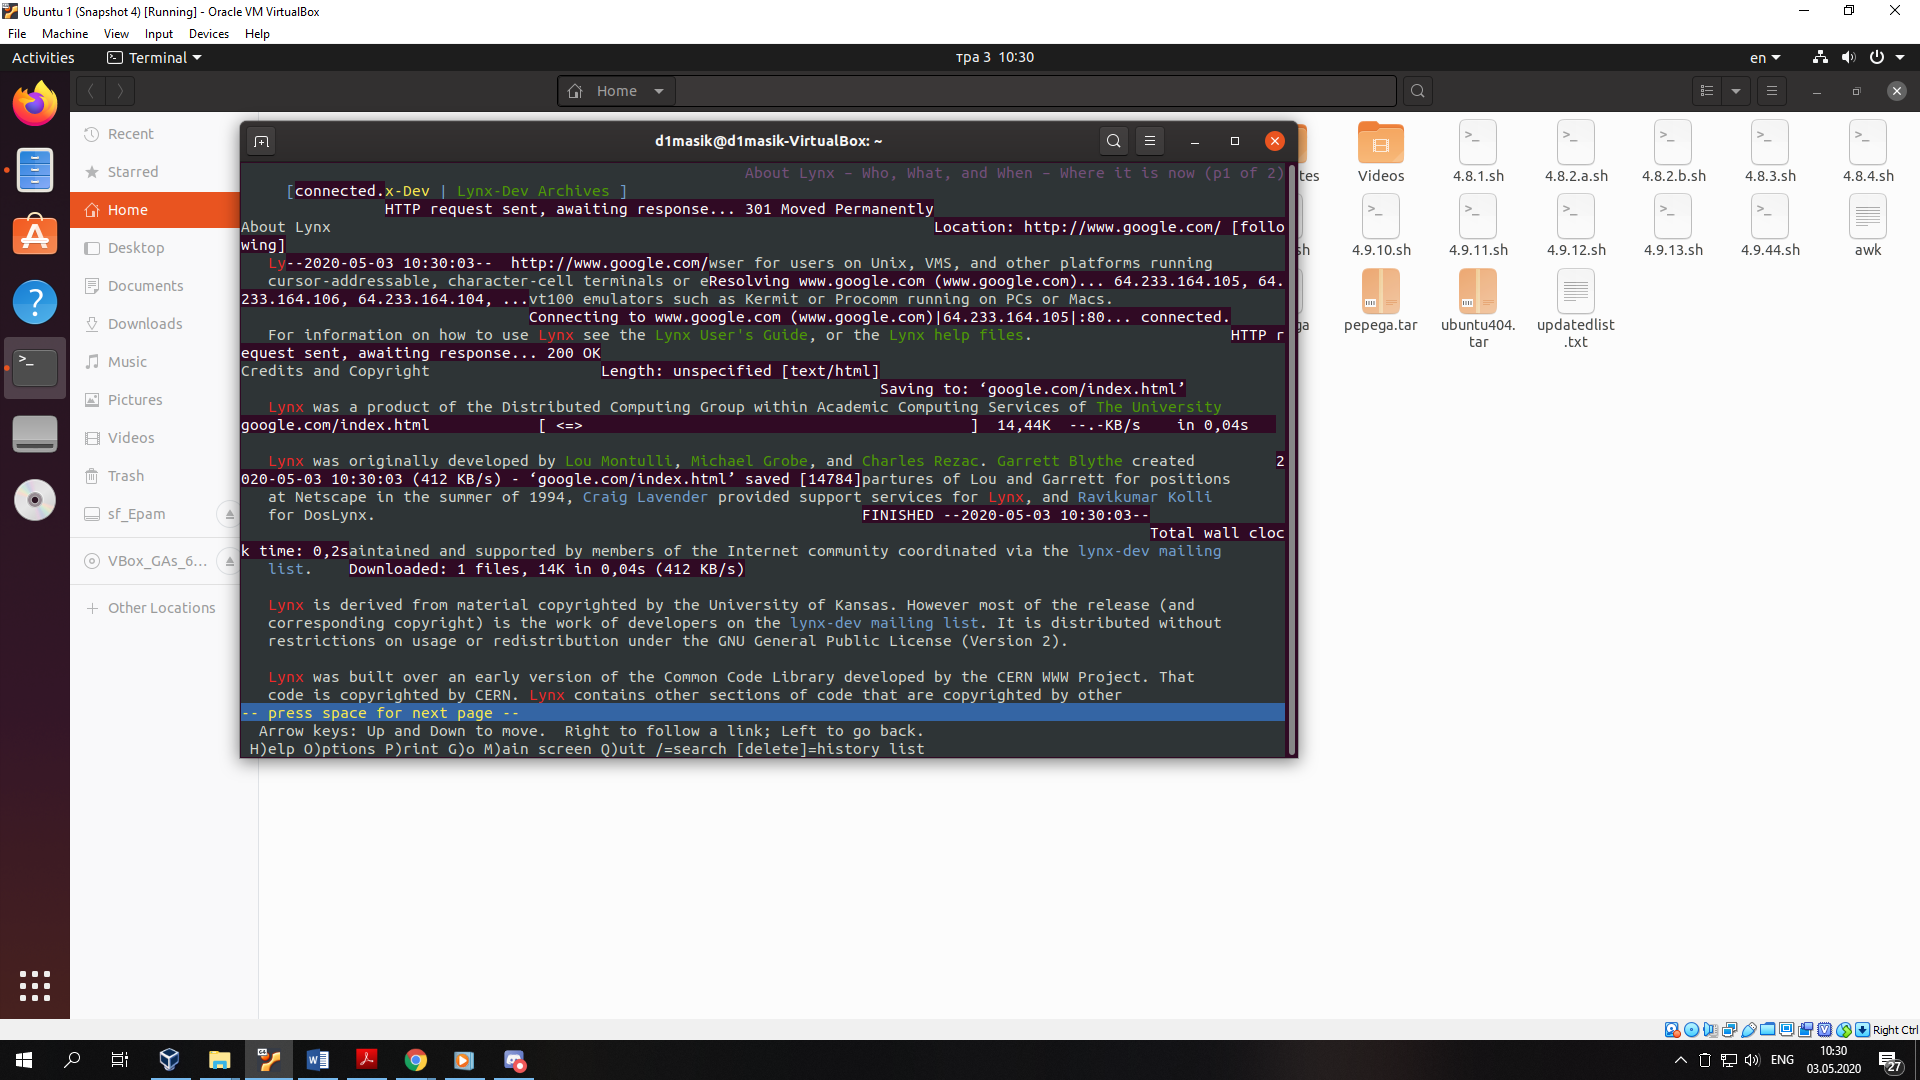 Ubuntu 1 (Snapshot 4) [Running] - Oracle VM VirtualBox
File Machine View Input Devices Help
Activities Terminal тра 3 10:30 en
Home
Recent
Starred
Home
Desktop
Documents
Downloads
Music
Pictures
Videos
Trash
sf_Epam
VBox_GAs_6...
Other Locations
d1masik@d1masik-VirtualBox: ~
About Lynx - Who, What, and When - Where it is now (p1 of 2)
[connected.x-Dev | Lynx-Dev Archives ]
HTTP request sent, awaiting response... 301 Moved Permanently
About Lynx Location: http://www.google.com/ [follo
wing]
Ly--2020-05-03 10:30:03-- http://www.google.com/wser for users on Unix, VMS, and other platforms running
cursor-addressable, character-cell terminals or eResolving www.google.com (www.google.com)... 64.233.164.105, 64.
233.164.106, 64.233.164.104, ...vt100 emulators such as Kermit or Procomm running on PCs or Macs.
Connecting to www.google.com (www.google.com)|64.233.164.105|:80... connected.
For information on how to use Lynx see the Lynx User's Guide, or the Lynx help files. HTTP r
equest sent, awaiting response... 200 OK
Credits and Copyright Length: unspecified [text/html]
Saving to: ‘google.com/index.html’
Lynx was a product of the Distributed Computing Group within Academic Computing Services of The University
google.com/index.html [ <=> ] 14,44K --.-KB/s in 0,04s
Lynx was originally developed by Lou Montulli, Michael Grobe, and Charles Rezac. Garrett Blythe created 2
020-05-03 10:30:03 (412 KB/s) - ‘google.com/index.html’ saved [14784]partures of Lou and Garrett for positions
at Netscape in the summer of 1994, Craig Lavender provided support services for Lynx, and Ravikumar Kolli
for DosLynx. FINISHED --2020-05-03 10:30:03--
Total wall cloc
k time: 0,2saintained and supported by members of the Internet community coordinated via the lynx-dev mailing
list. Downloaded: 1 files, 14K in 0,04s (412 KB/s)
Lynx is derived from material copyrighted by the University of Kansas. However most of the release (and
corresponding copyright) is the work of developers on the lynx-dev mailing list. It is distributed without
restrictions on usage or redistribution under the GNU General Public License (Version 2).
Lynx was built over an early version of the Common Code Library developed by the CERN WWW Project. That
code is copyrighted by CERN. Lynx contains other sections of code that are copyrighted by other
-- press space for next page --
Arrow keys: Up and Down to move. Right to follow a link; Left to go back.
H)elp O)ptions P)rint G)o M)ain screen Q)uit /=search [delete]=history list
tes Videos 4.8.1.sh 4.8.2.a.sh 4.8.2.b.sh 4.8.3.sh 4.8.4.sh
sh 4.9.10.sh 4.9.11.sh 4.9.12.sh 4.9.13.sh 4.9.44.sh awk
ga pepega.tar ubuntu404.tar updatedlist.txt
Right Ctrl
ENG 10:30
03.05.2020
27